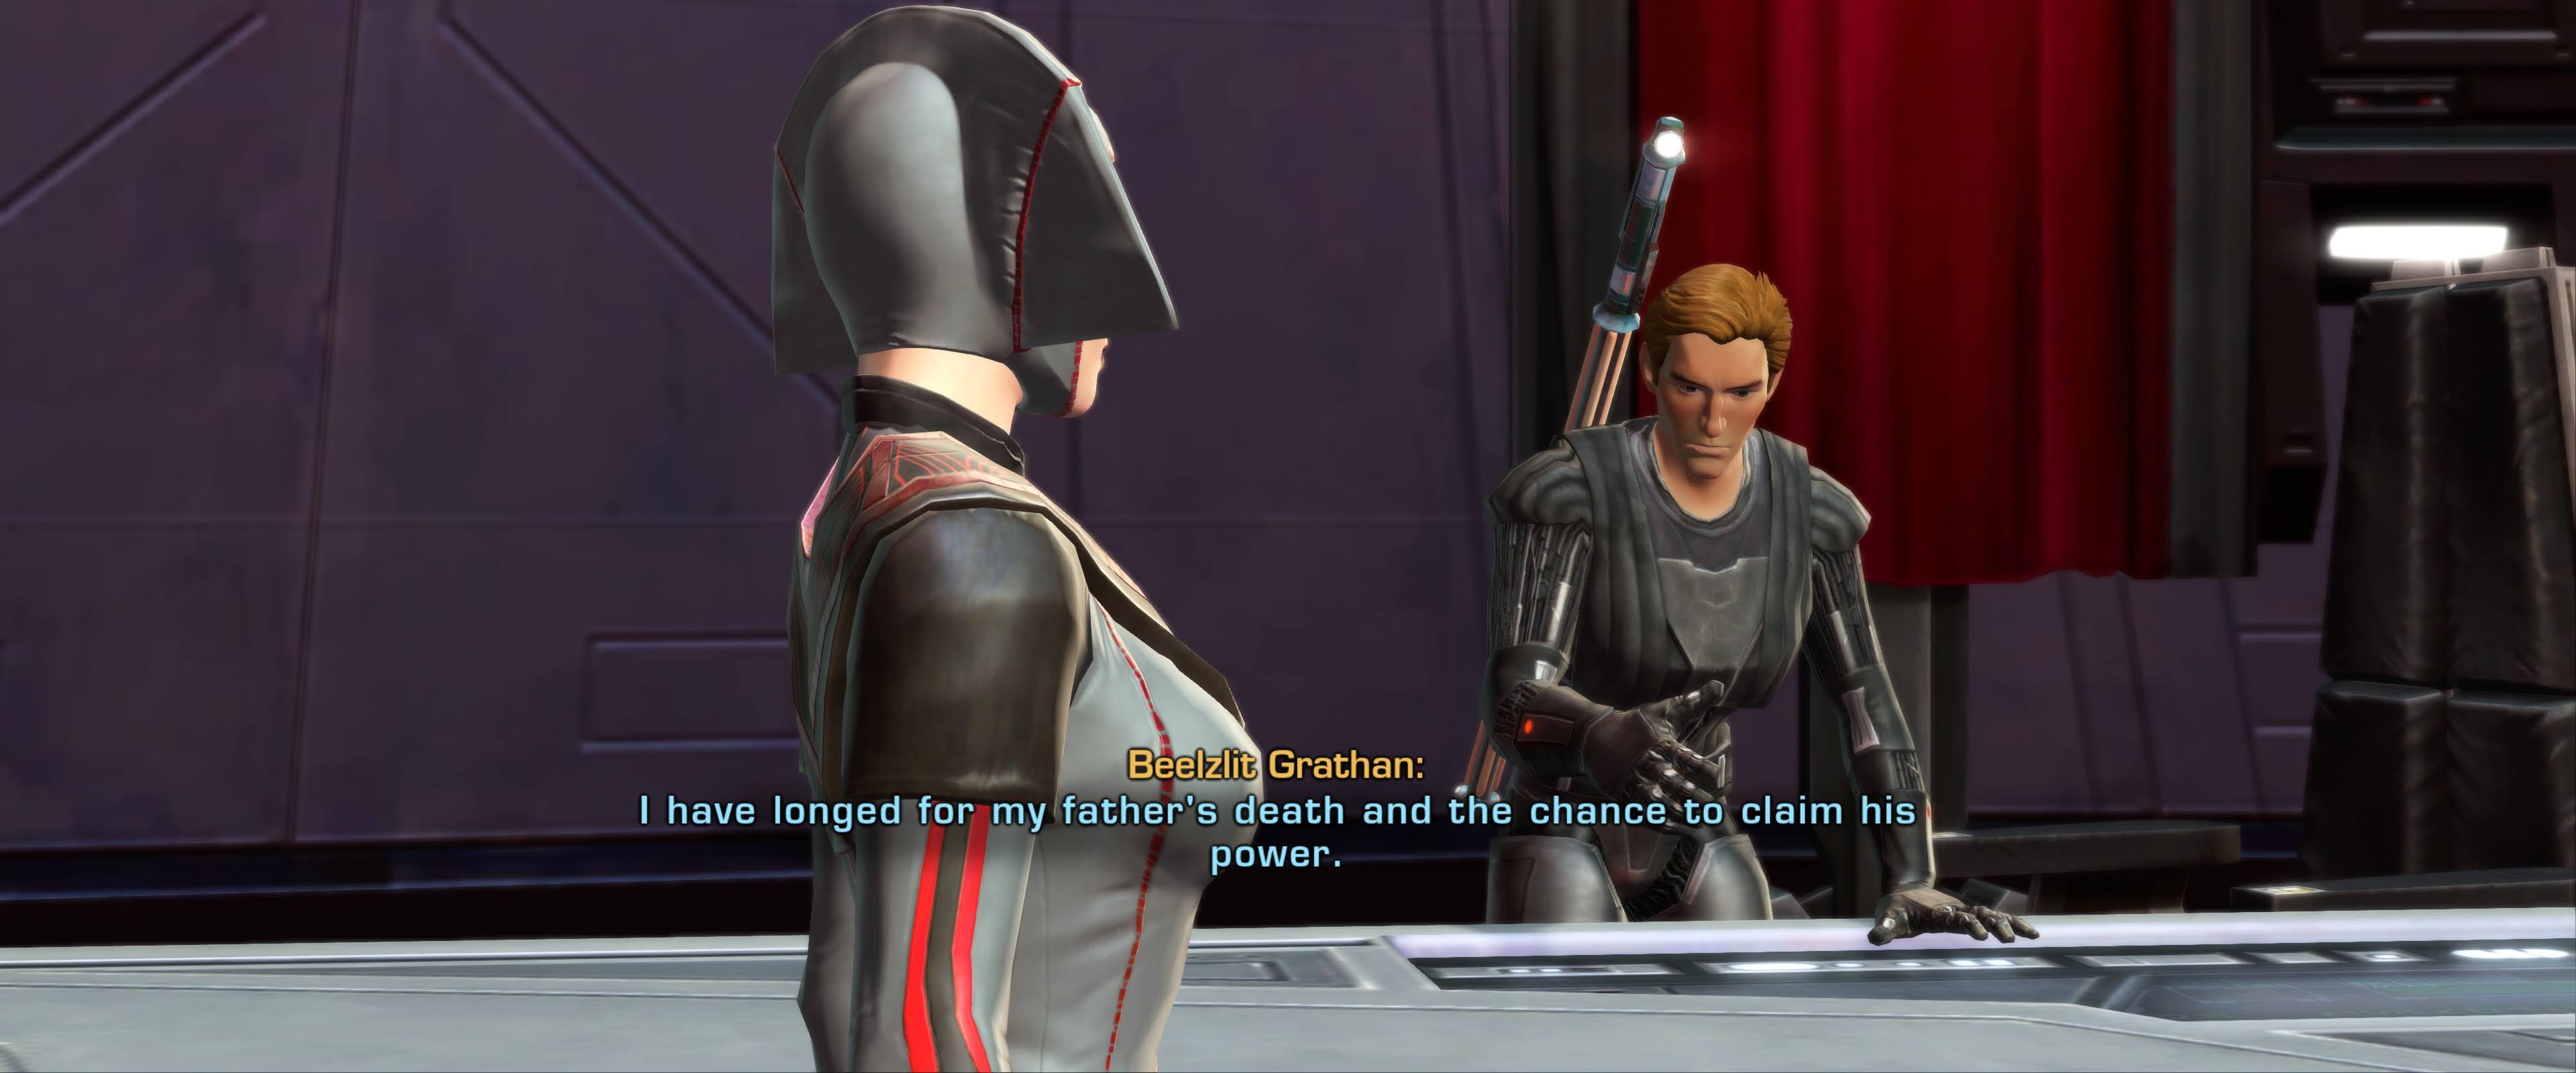 Beelzlit Grathan:
I have longed for my father's death and the chance to claim his
power.